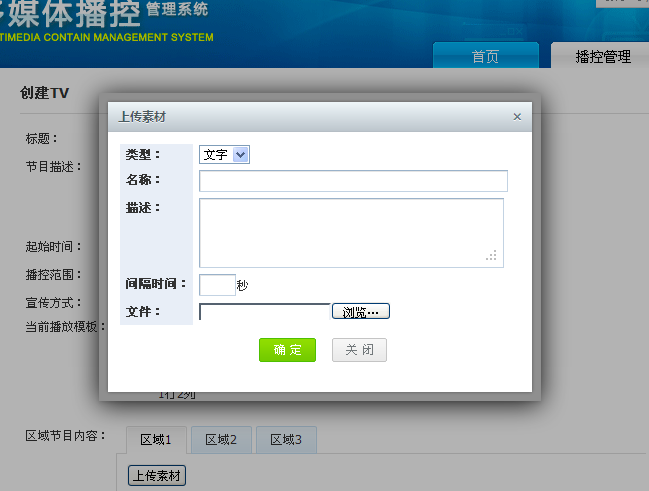 多媒体播控管理系统
TIMEDIA CONTAIN MANAGEMENT SYSTEM
首页
播控管理
创建TV
上传素材
×
标题：
类型：
文字
节目描述：
名称：
描述：
起始时间：
播控范围：
间隔时间：
秒
宣传方式：
文件：
浏览...
当前播放模板：
确 定
关 闭
1行2列
区域节目内容：
区域1
区域2
区域3
上传素材